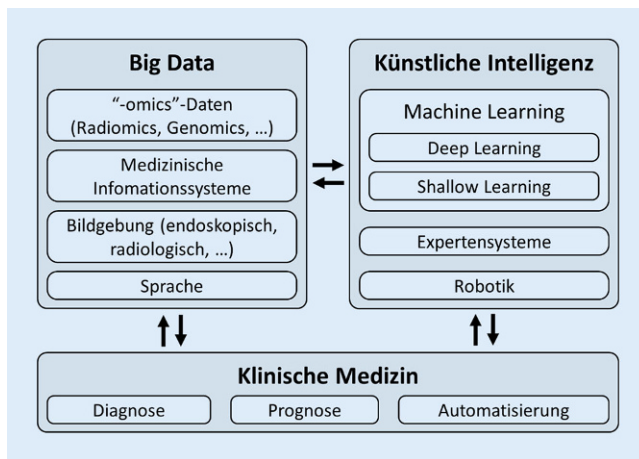 Big Data
“-omics”-Daten
(Radiomics, Genomics, ...)
Medizinische
Infomationssysteme
Bildgebung (endoskopisch,
radiologisch, ...)
Sprache
Künstliche Intelligenz
Machine Learning
Deep Learning
Shallow Learning
Expertensysteme
Robotik
Klinische Medizin
Diagnose
Prognose
Automatisierung